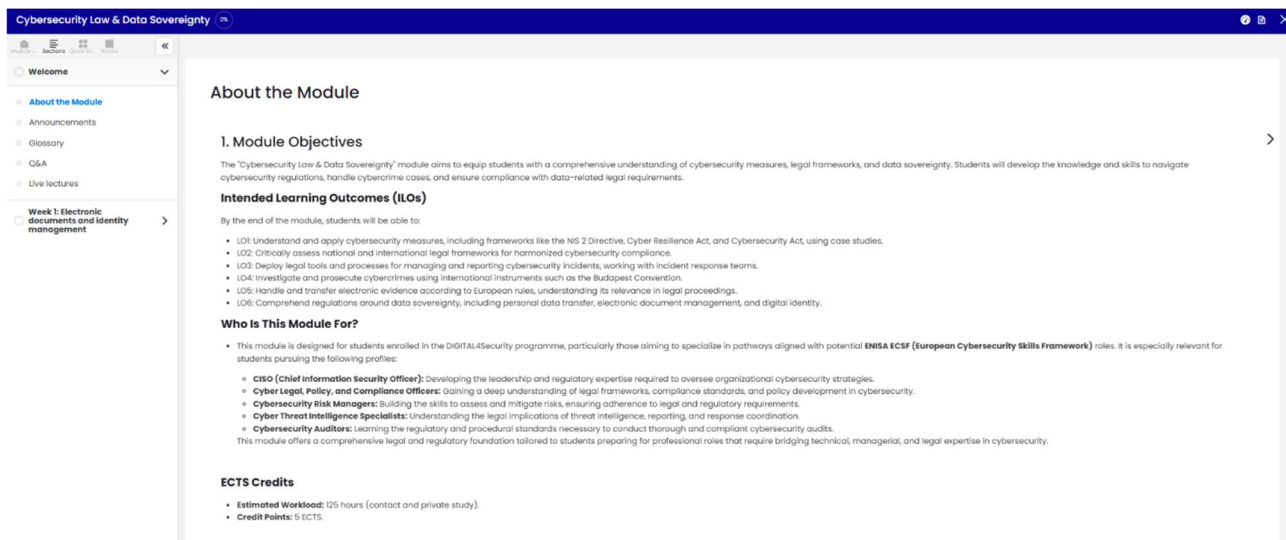 Cybersecurity Law & Data Sovereignty 0%
Sections
Welcome
About the Module
Announcements
Glossary
Q&A
Live lectures
Week 1: Electronic
documents and identity
management
About the Module
1. Module Objectives
The "Cybersecurity Law & Data Sovereignty" module aims to equip students with a comprehensive understanding of cybersecurity measures, legal frameworks, and data sovereignty. Students will develop the knowledge and skills to navigate
cybersecurity regulations, handle cybercrime cases, and ensure compliance with data-related legal requirements.
Intended Learning Outcomes (ILOs)
By the end of the module, students will be able to:
• LO1: Understand and apply cybersecurity measures, including frameworks like the NIS 2 Directive, Cyber Resilience Act, and Cybersecurity Act, using case studies.
• LO2: Critically assess national and international legal frameworks for harmonized cybersecurity compliance.
• LO3: Deploy legal tools and processes for managing and reporting cybersecurity incidents, working with incident response teams.
• LO4: Investigate and prosecute cybercrimes using international instruments such as the Budapest Convention.
• LO5: Handle and transfer electronic evidence according to European rules, understanding its relevance in legal proceedings.
• LO6: Comprehend regulations around data sovereignty, including personal data transfer, electronic document management, and digital identity.
Who Is This Module For?
• This module is designed for students enrolled in the DIGITAL4Security programme, particularly those aiming to specialize in pathways aligned with potential ENISA ECSF (European Cybersecurity Skills Framework) roles. It is especially relevant for
students pursuing the following profiles:
◦ CISO (Chief Information Security Officer): Developing the leadership and regulatory expertise required to oversee organizational cybersecurity strategies.
◦ Cyber Legal, Policy, and Compliance Officers: Gaining a deep understanding of legal frameworks, compliance standards, and policy development in cybersecurity.
◦ Cybersecurity Risk Managers: Building the skills to assess and mitigate risks, ensuring adherence to legal and regulatory requirements.
◦ Cyber Threat Intelligence Specialists: Understanding the legal implications of threat intelligence, reporting, and response coordination.
◦ Cybersecurity Auditors: Learning the regulatory and procedural standards necessary to conduct thorough and compliant cybersecurity audits.
This module offers a comprehensive legal and regulatory foundation tailored to students preparing for professional roles that require bridging technical, managerial, and legal expertise in cybersecurity.
ECTS Credits
• Estimated Workload: 125 hours (contact and private study).
• Credit Points: 5 ECTS.